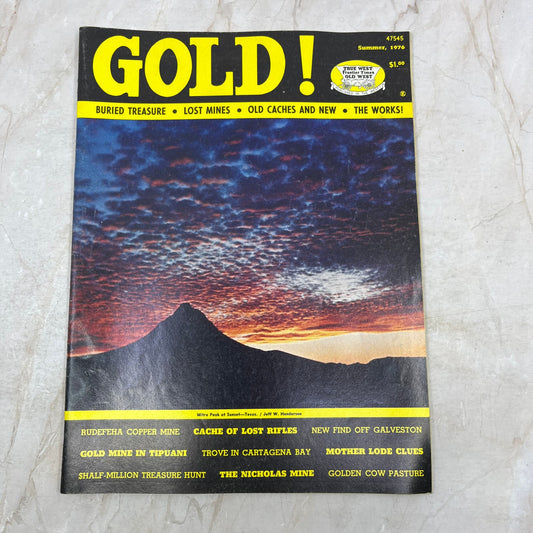 GOLD!
47545
Summer, 1976
$1.00
TRUE WEST
Frontier Times
OLD WEST
BURIED TREASURE • LOST MINES • OLD CACHES AND NEW • THE WORKS!
Mitre Peak at Sunset—Texas. / Jeff W. Henderson
RUDEFEHA COPPER MINE CACHE OF LOST RIFLES NEW FIND OFF GALVESTON
GOLD MINE IN TIPUANI TROVE IN CARTAGENA BAY MOTHER LODE CLUES
$HALF-MILLION TREASURE HUNT THE NICHOLAS MINE GOLDEN COW PASTURE